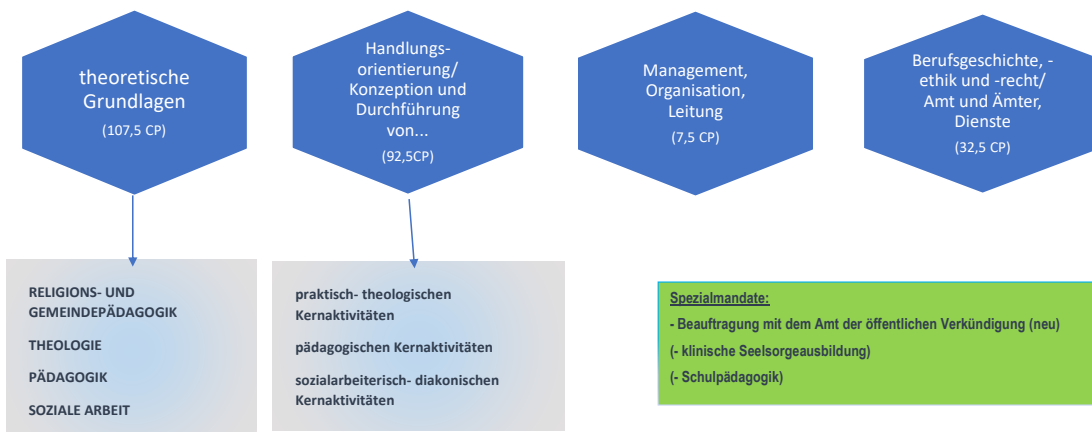 theoretische
Grundlagen
(107,5 CP)
Handlungs-
orientierung/
Konzeption und
Durchführung
von...
(92,5CP)
Management,
Organisation,
Leitung
(7,5 CP)
Berufsgeschichte, -
ethik und -recht/
Amt und Ämter,
Dienste
(32,5 CP)
RELIGIONS- UND
GEMEINDEPÄDAGOGIK
THEOLOGIE
PÄDAGOGIK
SOZIALE ARBEIT
praktisch- theologischen
Kernaktivitäten
pädagogischen Kernaktivitäten
sozialarbeiterisch- diakonischen
Kernaktivitäten
Spezialmandate:
- Beauftragung mit dem Amt der öffentlichen Verkündigung (neu)
(- klinische Seelsorgeausbildung)
(- Schulpädagogik)